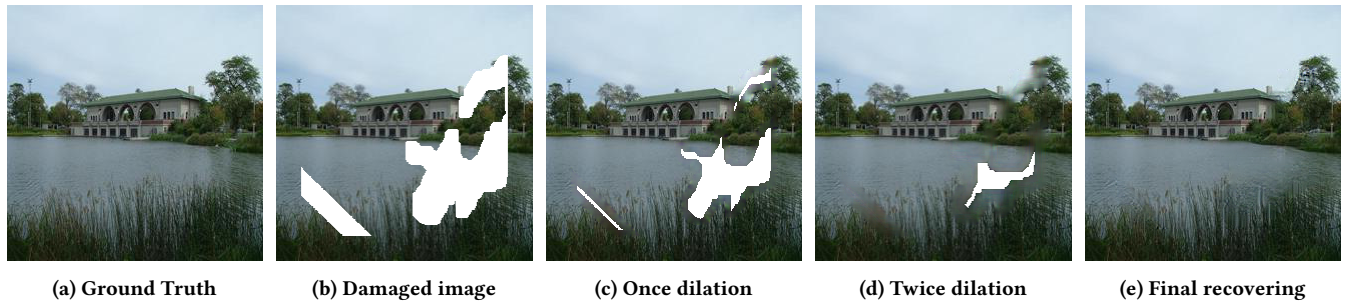 (a) Ground Truth
(b) Damaged image
(c) Once dilation
(d) Twice dilation
(e) Final recovering